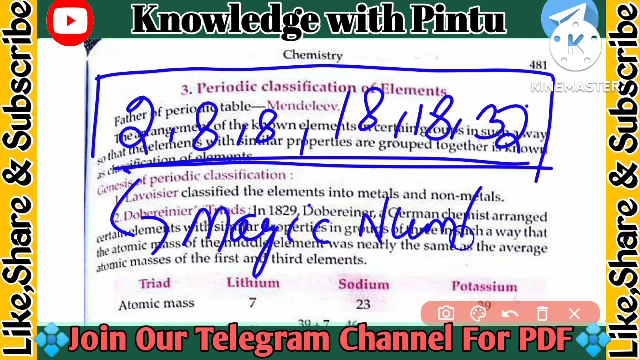 Knowledge with Pintu
Like,Share & Subscribe
Like,Share & Subscribe
KINEMASTER
Chemistry
481
3. Periodic classification of Elements
Father of periodic table—Mendeleev.
The arrangement of the known elements in certain groups in such a way
so that the elements with similar properties are grouped together is known
as classification of elements.
2, 8, 8, 18, 18, 32
Genesis of periodic classification :
Lavoisier classified the elements into metals and non-metals.
2. Dobereinier's Triads : In 1829, Dobereiner, a German chemist arranged
certain elements with similar properties in groups of three in such a way that
the atomic mass of the middle element was nearly the same as the average
atomic masses of the first and third elements.
Magic Numb
Triad Lithium Sodium Potassium
Atomic mass 7 23 39
39 + 7
Join Our Telegram Channel For PDF